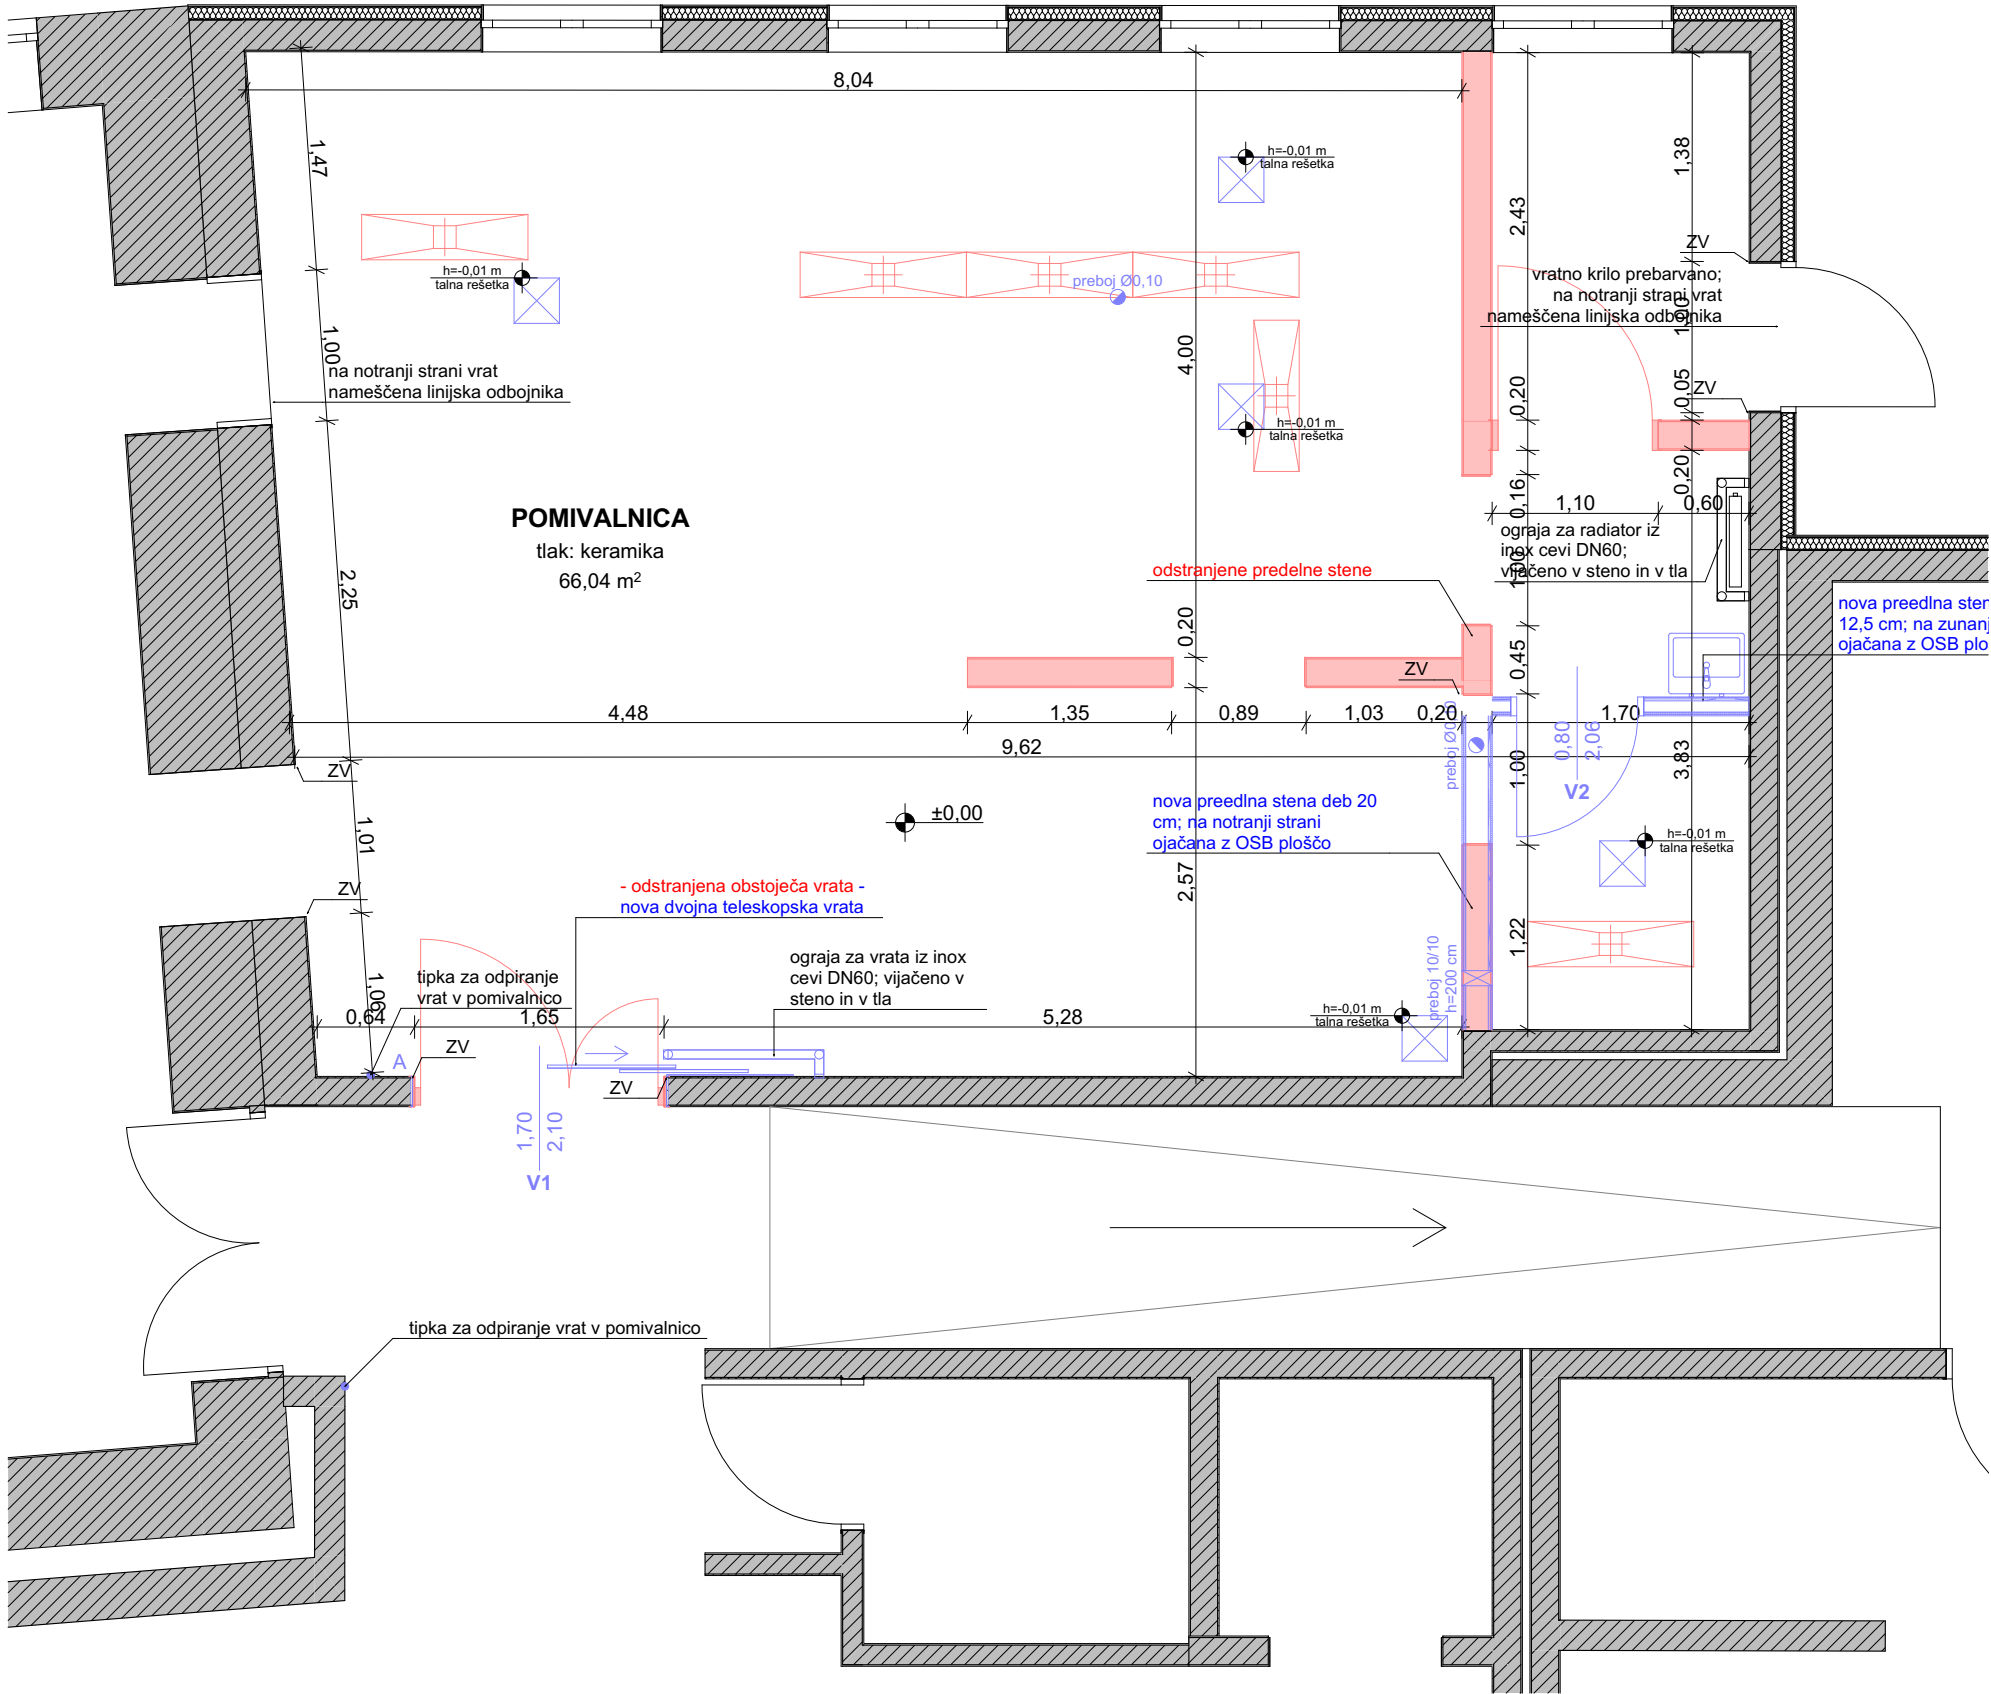 8,04
1,47
h=-0,01 m
talna rešetka
1,38
2,43
ZV
h=-0,01 m
talna rešetka
preboj Ø0,10
vratno krilo prebarvano;
na notranji strani vrat
nameščena linijska odbojnika
1,00
1,00
na notranji strani vrat
nameščena linijska odbojnika
4,00
0,20
0,05
ZV
h=-0,01 m
talna rešetka
0,20
0,16
1,10
0,60
POMIVALNICA
tlak: keramika
66,04 m²
ograja za radiator iz
inox cevi DN60;
vijačeno v steno in v tla
1,00
odstranjene predelne stene
2,25
nova preedlna sten
12,5 cm; na zunanj
ojačana z OSB plo
0,20
0,45
ZV
4,48
1,35
0,89
1,03
0,20
1,70
9,62
ZV
0,80
2,06
V2
1,00
3,83
±0,00
nova preedlna stena deb 20
cm; na notranji strani
ojačana z OSB ploščo
1,01
h=-0,01 m
talna rešetka
2,57
ZV
- odstranjena obstoječa vrata -
nova dvojna teleskopska vrata
1,22
ograja za vrata iz inox
cevi DN60; vijačeno v
steno in v tla
preboj 10/10
h=200 cm
1,06
tipka za odpiranje
vrat v pomivalnico
h=-0,01 m
talna rešetka
0,64
1,65
5,28
A
ZV
ZV
1,70
2,10
V1
tipka za odpiranje vrat v pomivalnico